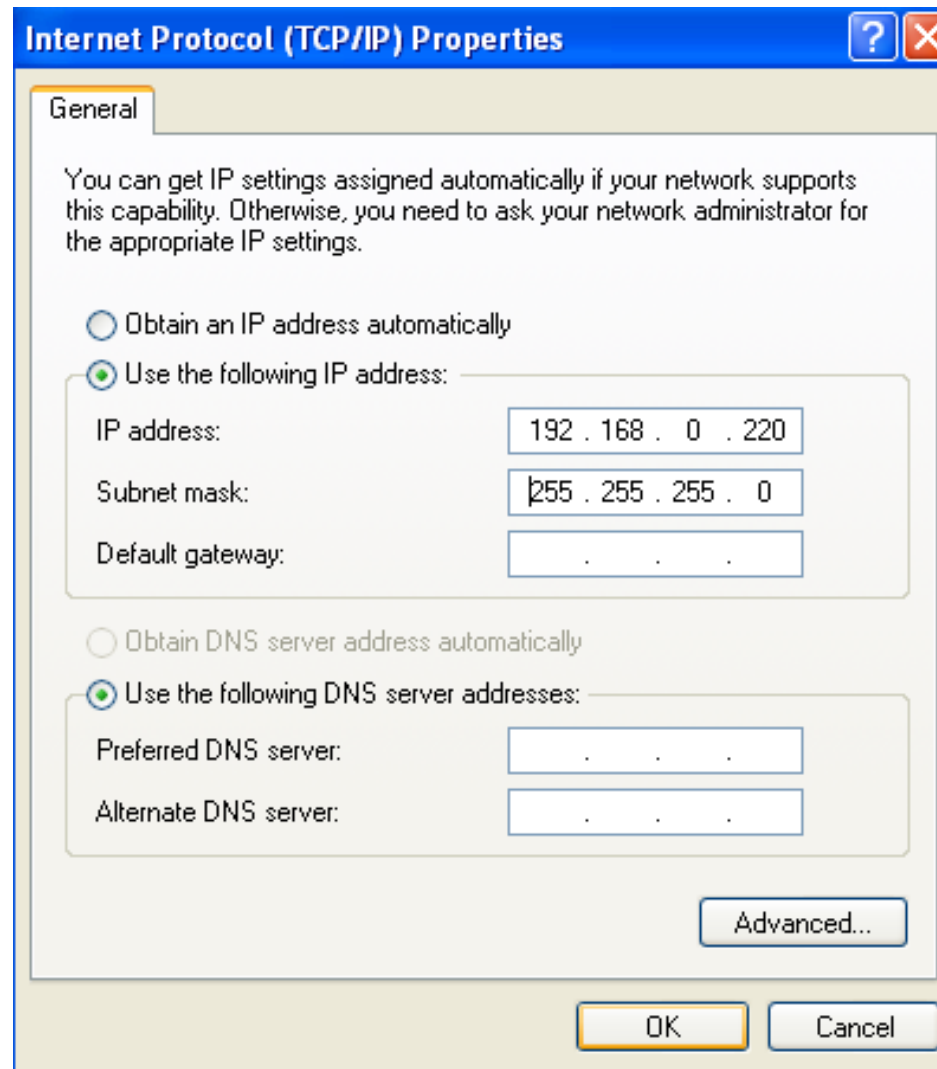 Internet Protocol (TCP/IP) Properties
General
You can get IP settings assigned automatically if your network supports
this capability. Otherwise, you need to ask your network administrator for
the appropriate IP settings.
Obtain an IP address automatically
Use the following IP address:
IP address: 192 . 168 . 0 . 220
Subnet mask: 255 . 255 . 255 . 0
Default gateway: . . .
Obtain DNS server address automatically
Use the following DNS server addresses:
Preferred DNS server: . . .
Alternate DNS server: . . .
Advanced...
OK Cancel